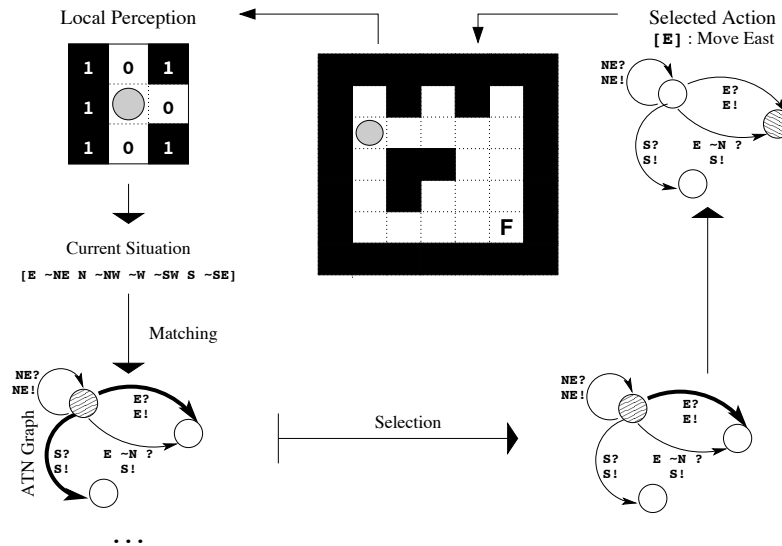 Local Perception
1 0 1
1 0
1 0 1
Current Situation
[E ~NE N ~NW ~W ~SW S ~SE]
Matching
NE?
NE!
E?
E!
S?
S!
E ~N ?
S!
ATN Graph
...
F
Selection
Selected Action
[E] : Move East
NE?
NE!
E?
E!
S?
S!
E ~N ?
S!
NE?
NE!
E?
E!
S?
S!
E ~N ?
S!